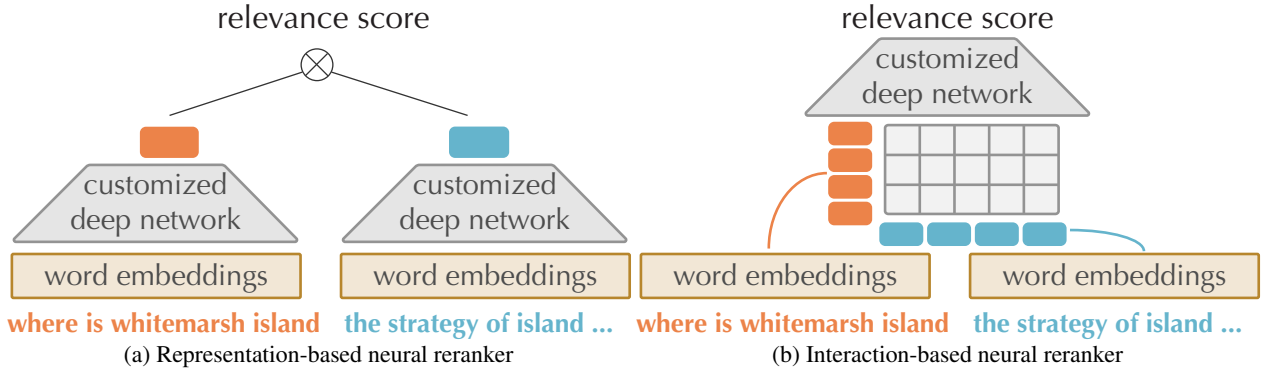 relevance score
customized
deep network
customized
deep network
word embeddings
word embeddings
where is whitemarsh island
the strategy of island ...
(a) Representation-based neural reranker
relevance score
customized
deep network
word embeddings
word embeddings
where is whitemarsh island
the strategy of island ...
(b) Interaction-based neural reranker